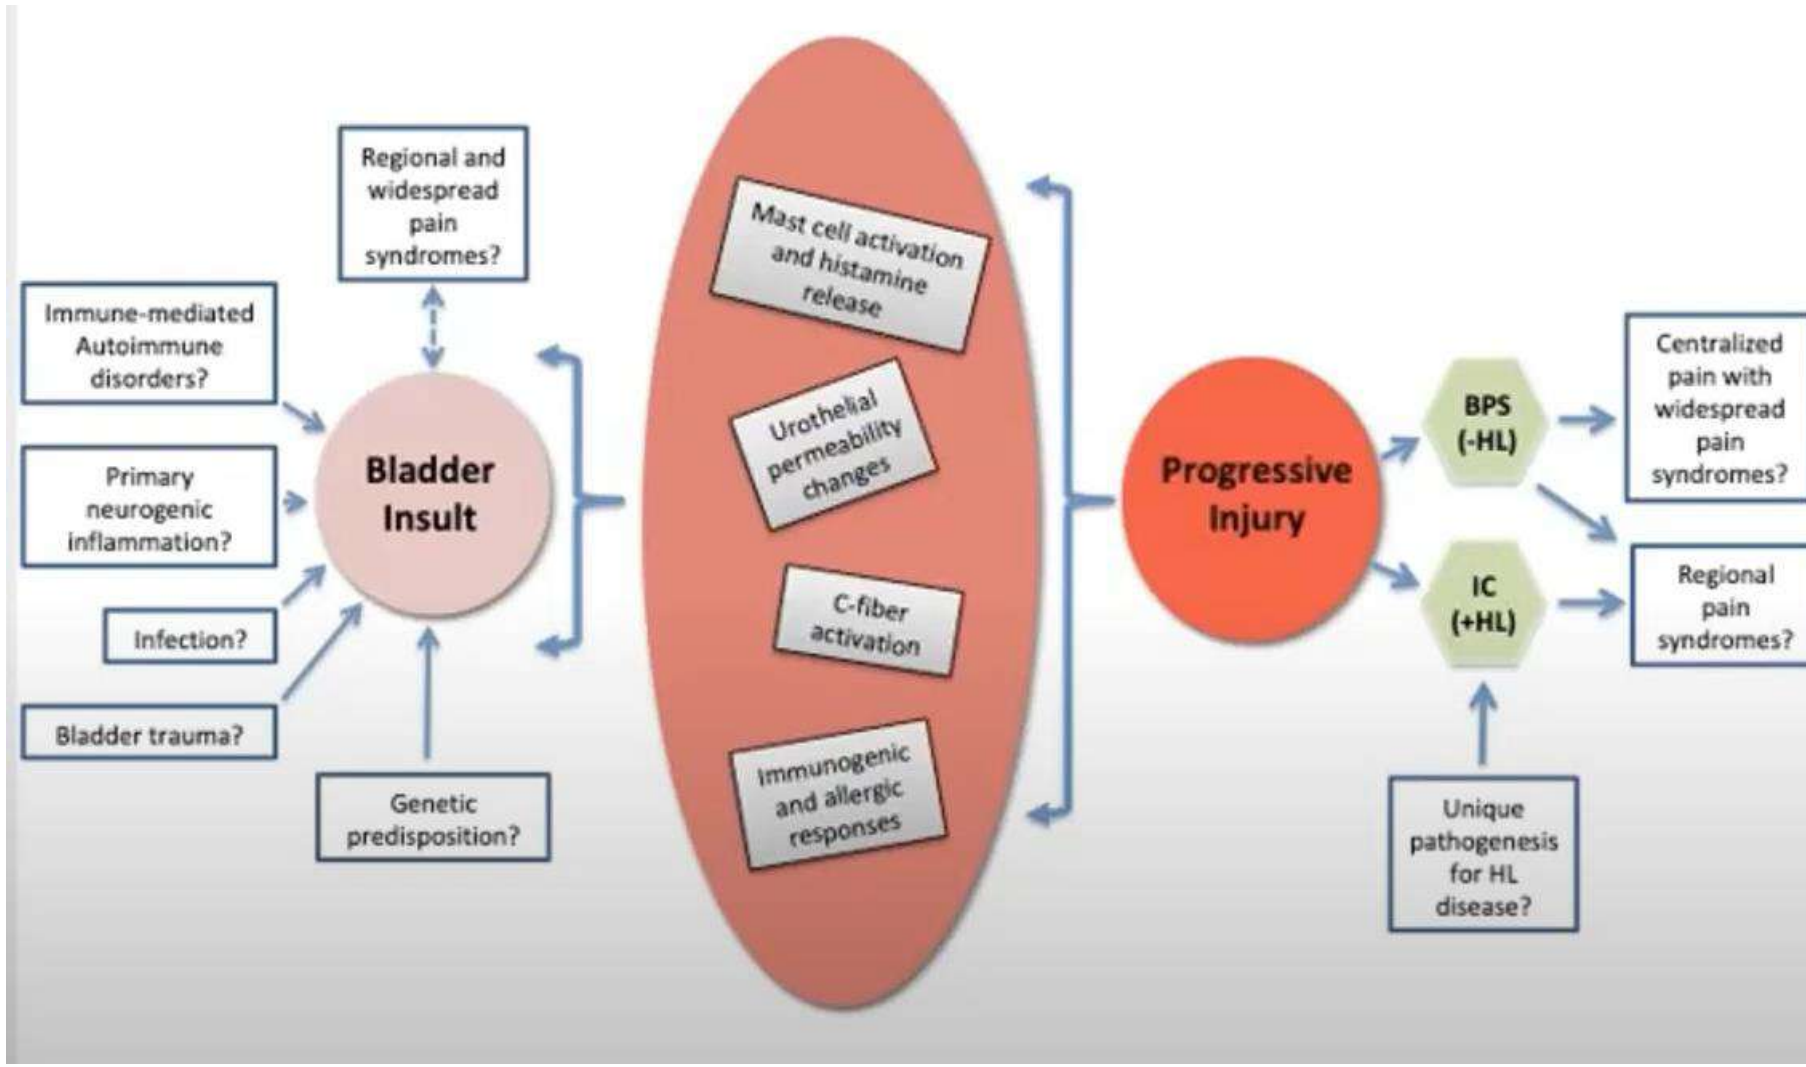 Regional and
widespread
pain
syndromes?
Immune-mediated
Autoimmune
disorders?
Primary
neurogenic
inflammation?
Infection?
Bladder trauma?
Genetic
predisposition?
Bladder
Insult
Mast cell activation
and histamine
release
Urothelial
permeability
changes
C-fiber
activation
Immunogenic
and allergic
responses
Progressive
Injury
BPS
(-HL)
IC
(+HL)
Unique
pathogenesis
for HL
disease?
Centralized
pain with
widespread
pain
syndromes?
Regional
pain
syndromes?